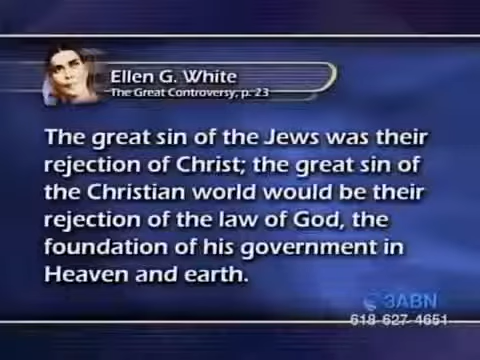 Ellen G. White
The Great Controversy, p. 23
The great sin of the Jews was their
rejection of Christ; the great sin of
the Christian world would be their
rejection of the law of God, the
foundation of his government in
Heaven and earth.
3ABN
618-627-4651